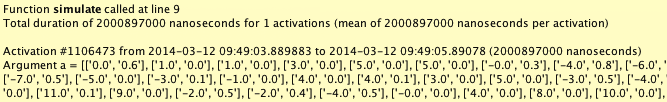 Function simulate called at line 9
Total duration of 2000897000 nanoseconds for 1 activations (mean of 2000897000 nanoseconds per activation)
Activation #1106473 from 2014-03-12 09:49:03.889883 to 2014-03-12 09:49:05.89078 (2000897000 nanoseconds)
Argument a = [['0.0', '0.6'], ['1.0', '0.0'], ['1.0', '0.0'], ['3.0', '0.0'], ['5.0', '0.0'], ['5.0', '0.0'], ['-0.0', '0.3'], ['-4.0', '0.8'], ['-6.0', '
['-7.0', '0.5'], ['-5.0', '0.0'], ['-3.0', '0.1'], ['-1.0', '0.0'], ['4.0', '0.0'], ['4.0', '0.1'], ['3.0', '0.0'], ['5.0', '0.0'], ['-3.0', '0.5'], ['-4.0',
'0.0'], ['11.0', '0.1'], ['9.0', '0.0'], ['-2.0', '0.5'], ['-2.0', '0.4'], ['-4.0', '0.5'], ['-0.0', '0.0'], ['4.0', '0.0'], ['8.0', '0.0'], ['10.0', '0.0'],